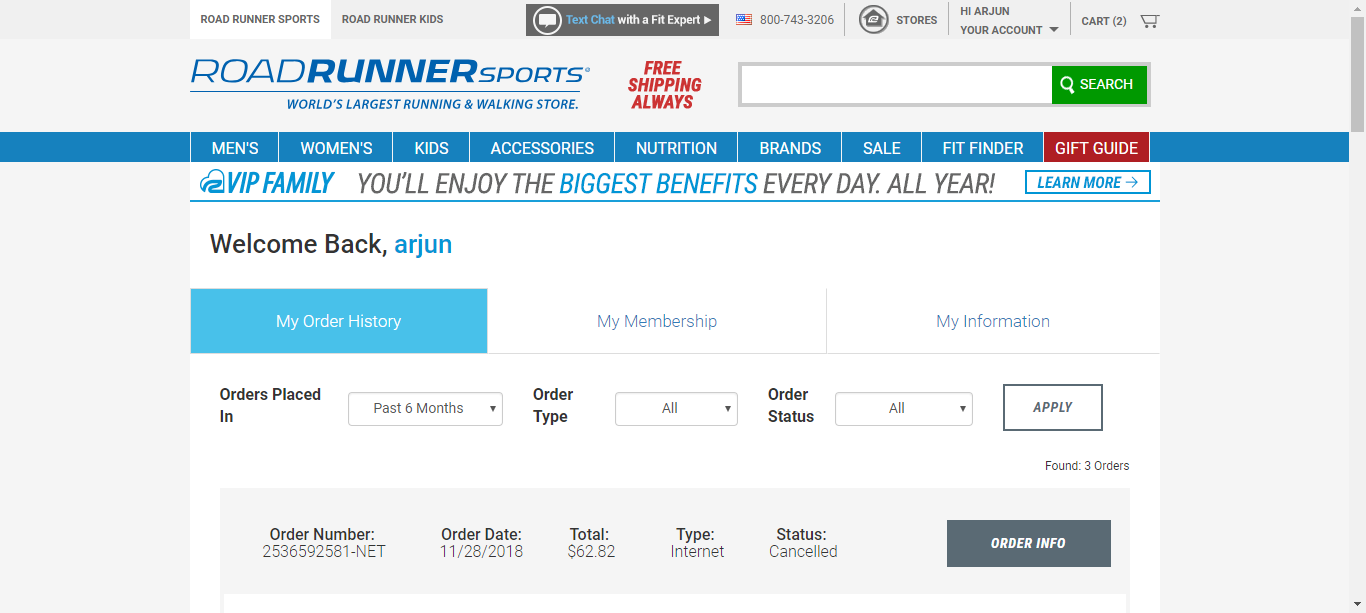 ROAD RUNNER SPORTS
ROAD RUNNER KIDS
Text Chat with a Fit Expert
800-743-3206
STORES
HI ARJUN
YOUR ACCOUNT
CART (2)
ROADRUNNERSPORTS
WORLD'S LARGEST RUNNING & WALKING STORE.
FREE
SHIPPING
ALWAYS
SEARCH
MEN'S
WOMEN'S
KIDS
ACCESSORIES
NUTRITION
BRANDS
SALE
FIT FINDER
GIFT GUIDE
VIP FAMILY YOU'LL ENJOY THE BIGGEST BENEFITS EVERY DAY. ALL YEAR!
LEARN MORE →
Welcome Back, arjun
My Order History
My Membership
My Information
Orders Placed
In
Past 6 Months
Order
Type
All
Order
Status
All
APPLY
Found: 3 Orders
Order Number:
2536592581-NET
Order Date:
11/28/2018
Total:
$62.82
Type:
Internet
Status:
Cancelled
ORDER INFO